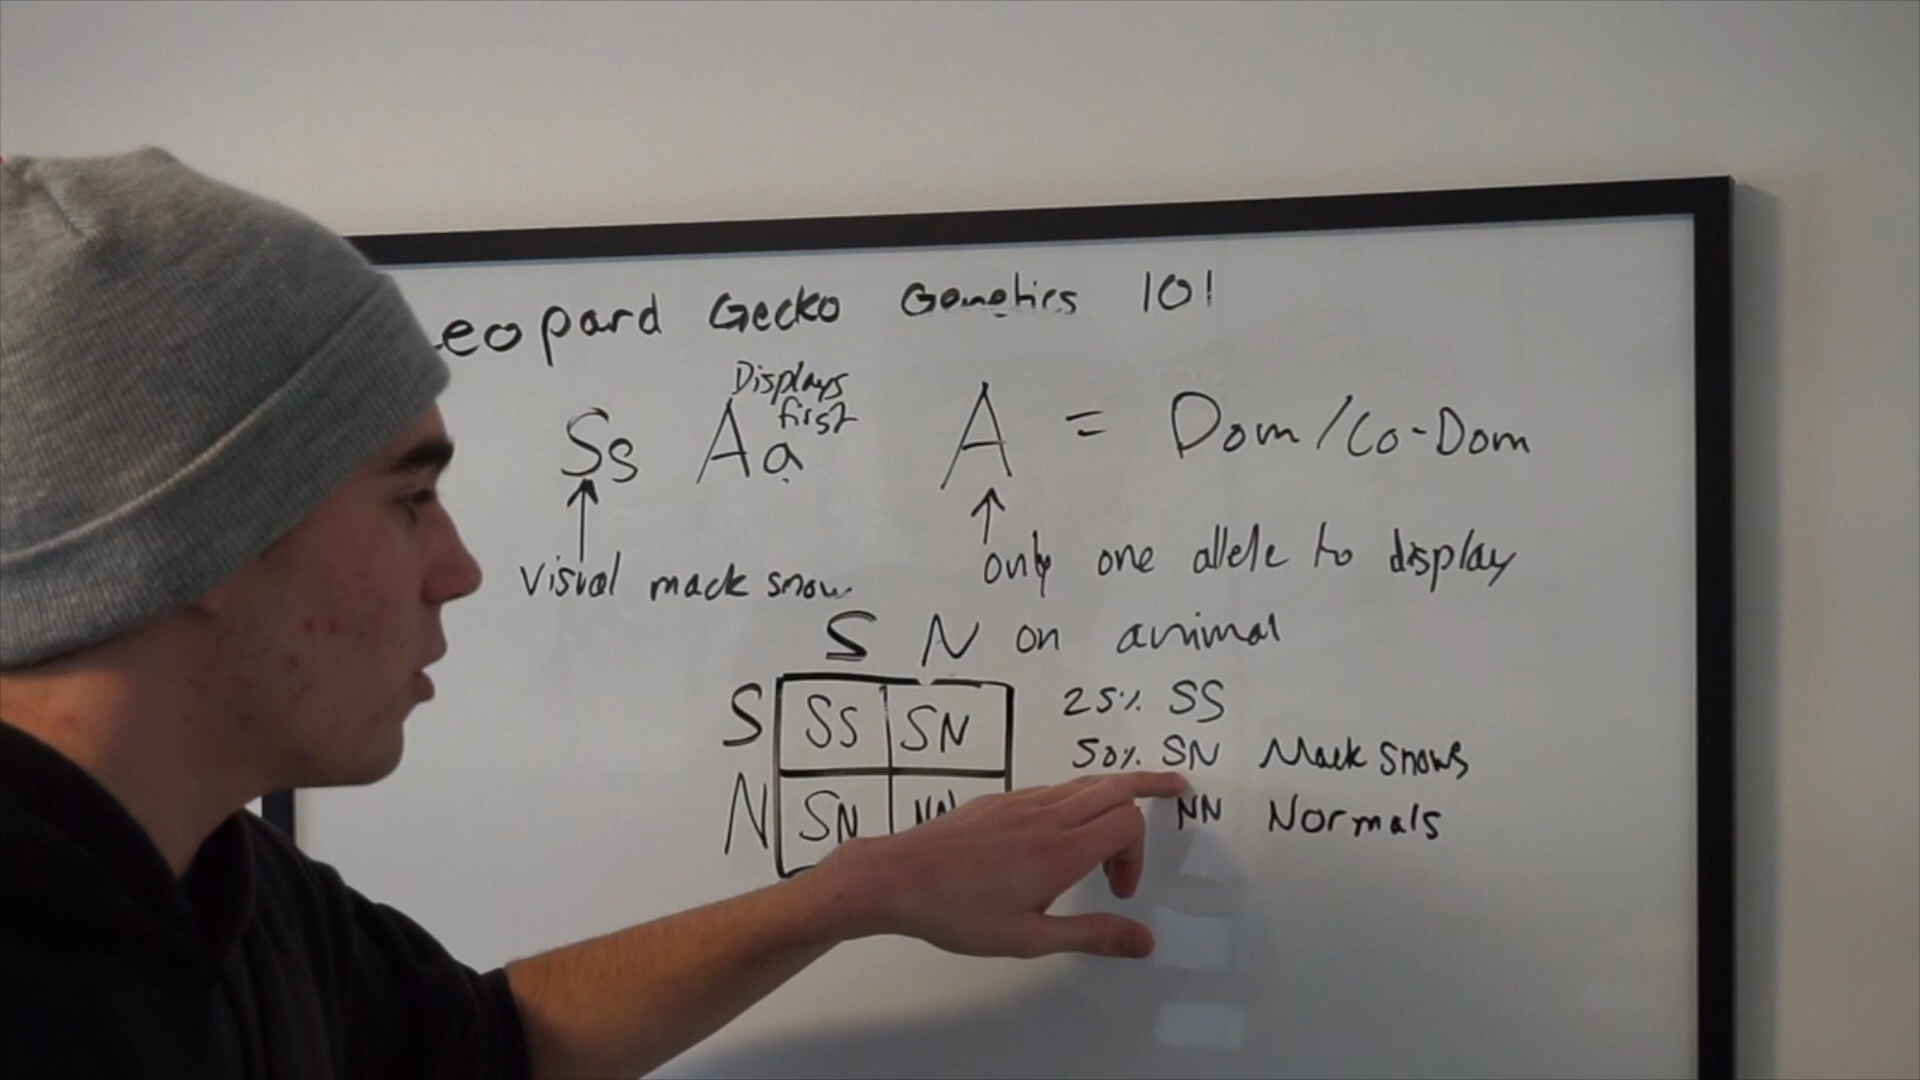 eopard Gecko Genetics 101
Displays
first
Ss Aa A = Dom/Co-Dom
visual mack snow
only one allele to display
on animal
S N
S SS SN
N SN NN
25% SS
50% SN Mack Snows
NN Normals